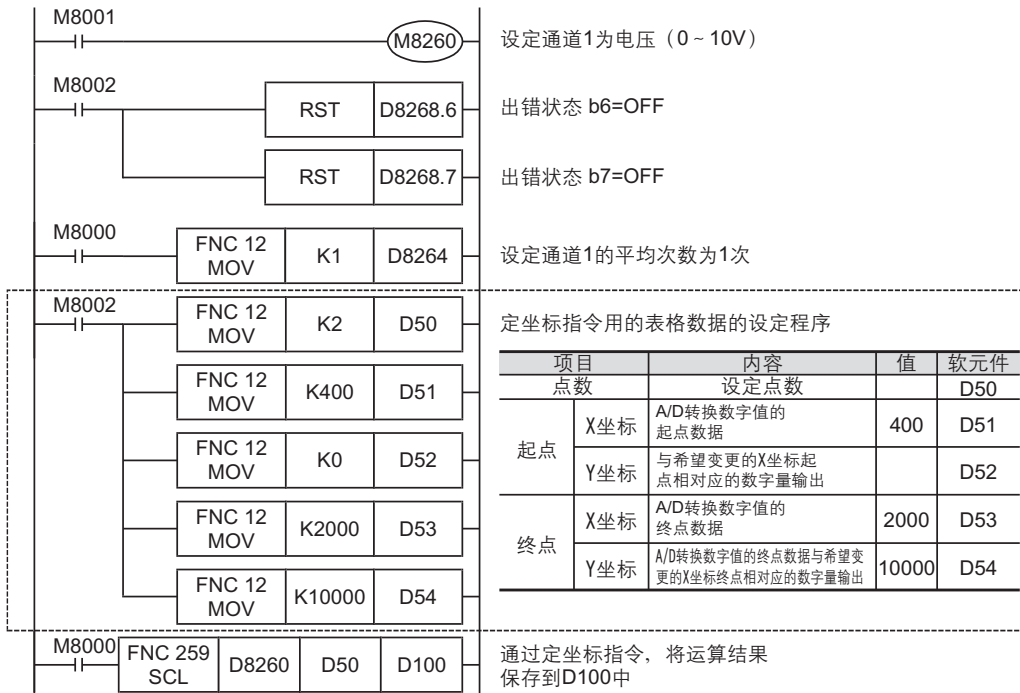 M8001
M8260
设定通道1为电压（0~10V）
M8002
RST D8268.6
出错状态 b6=OFF
RST D8268.7
出错状态 b7=OFF
M8000
FNC 12
MOV
K1 D8264
设定通道1的平均次数为1次
M8002
FNC 12
MOV
K2 D50
定坐标指令用的表格数据的设定程序
FNC 12
MOV
K400 D51
FNC 12
MOV
K0 D52
FNC 12
MOV
K2000 D53
FNC 12
MOV
K10000 D54
项目 内容 值 软元件
点数 设定点数 D50
起点
X坐标
A/D转换数字值的
起点数据
400 D51
Y坐标
与希望变更的X坐标起
点相对应的数字量输出
D52
终点
X坐标
A/D转换数字值的
终点数据
2000 D53
Y坐标
A/D转换数字值的终点数据与希望变
更的X坐标终点相对应的数字量输出
10000 D54
M8000
FNC 259
SCL
D8260 D50 D100
通过定坐标指令，将运算结果
保存到D100中